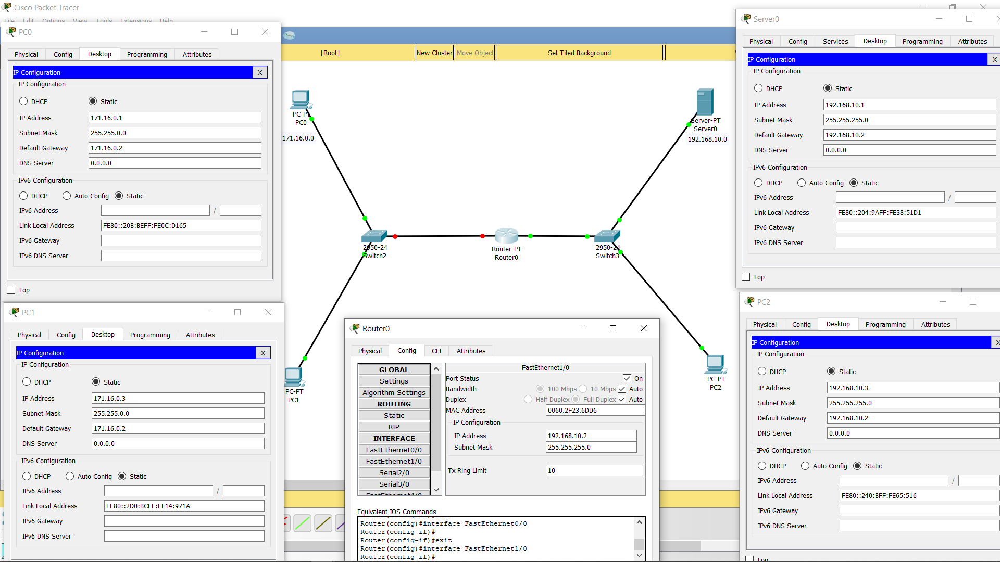 Cisco Packet Tracer
File Edit Options View Tools Extensions Help
PC0
Physical Config Desktop Programming Attributes
IP Configuration X
IP Configuration
DHCP Static
IP Address 171.16.0.1
Subnet Mask 255.255.0.0
Default Gateway 171.16.0.2
DNS Server 0.0.0.0
IPv6 Configuration
DHCP Auto Config Static
IPv6 Address /
Link Local Address FE80::20B:BEFF:FE0C:D165
IPv6 Gateway
IPv6 DNS Server
Top
[Root] New Cluster Move Object Set Tiled Background
PC-PT
PC0
171.16.0.0
Server-PT
Server0
192.168.10.0
2950-24
Switch2
Router-PT
Router0
2950-24
Switch3
PC-PT
PC1
PC-PT
PC2
Server0
Physical Config Services Desktop Programming Attributes
IP Configuration X
IP Configuration
DHCP Static
IP Address 192.168.10.1
Subnet Mask 255.255.255.0
Default Gateway 192.168.10.2
DNS Server 0.0.0.0
IPv6 Configuration
DHCP Auto Config Static
IPv6 Address /
Link Local Address FE80::204:9AFF:FE38:51D1
IPv6 Gateway
IPv6 DNS Server
Top
PC1
Physical Config Desktop Programming Attributes
IP Configuration X
IP Configuration
DHCP Static
IP Address 171.16.0.3
Subnet Mask 255.255.0.0
Default Gateway 171.16.0.2
DNS Server 0.0.0.0
IPv6 Configuration
DHCP Auto Config Static
IPv6 Address /
Link Local Address FE80::2D0:BCFF:FE14:971A
IPv6 Gateway
IPv6 DNS Server
Router0
Physical Config CLI Attributes
GLOBAL
Settings
Algorithm Settings
ROUTING
Static
RIP
INTERFACE
FastEthernet0/0
FastEthernet1/0
Serial2/0
Serial3/0
FastEthernet4/0
FastEthernet1/0
Port Status On
Bandwidth 100 Mbps 10 Mbps Auto
Duplex Half Duplex Full Duplex Auto
MAC Address 0060.2F23.6DD6
IP Configuration
IP Address 192.168.10.2
Subnet Mask 255.255.255.0
Tx Ring Limit 10
Equivalent IOS Commands
Router(config)#interface FastEthernet0/0
Router(config-if)#
Router(config-if)#exit
Router(config)#interface FastEthernet1/0
Router(config-if)#
PC2
Physical Config Desktop Programming Attributes
IP Configuration X
IP Configuration
DHCP Static
IP Address 192.168.10.3
Subnet Mask 255.255.255.0
Default Gateway 192.168.10.2
DNS Server 0.0.0.0
IPv6 Configuration
DHCP Auto Config Static
IPv6 Address /
Link Local Address FE80::240:BFF:FE65:516
IPv6 Gateway
IPv6 DNS Server
Top